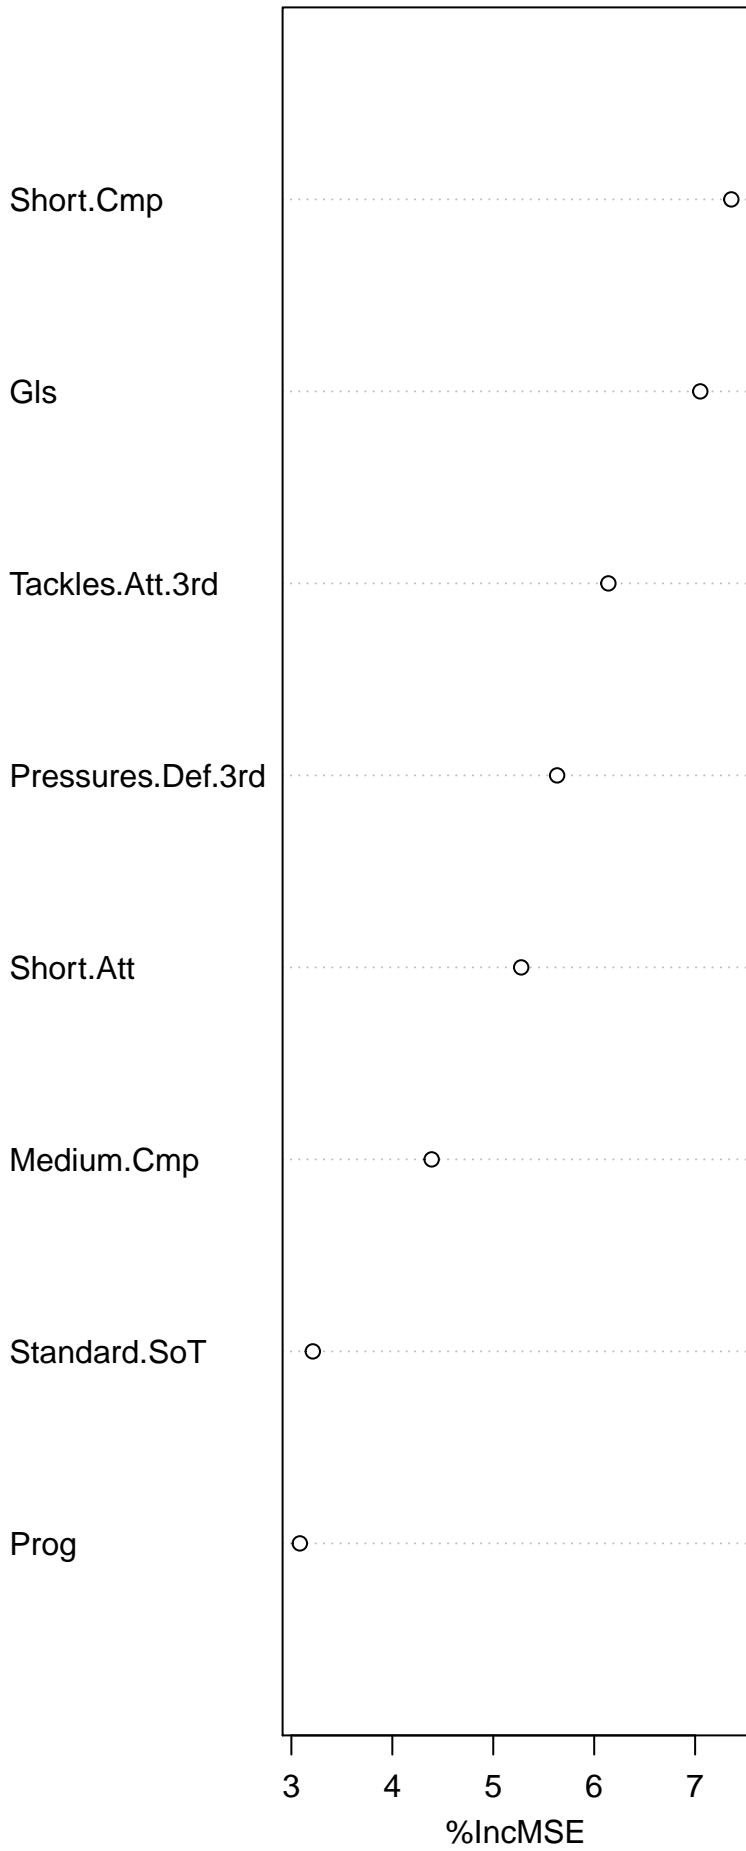 Short.Cmp
Gls
Tackles.Att.3rd
Pressures.Def.3rd
Short.Att
Medium.Cmp
Standard.SoT
Prog
3 4 5 6 7
%IncMSE